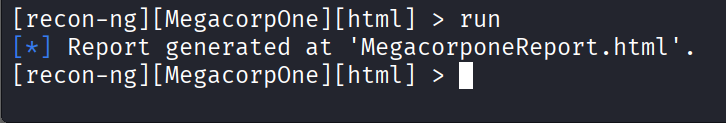 [recon-ng][MegacorpOne][html] > run
[*] Report generated at 'MegacorponeReport.html'.
[recon-ng][MegacorpOne][html] >